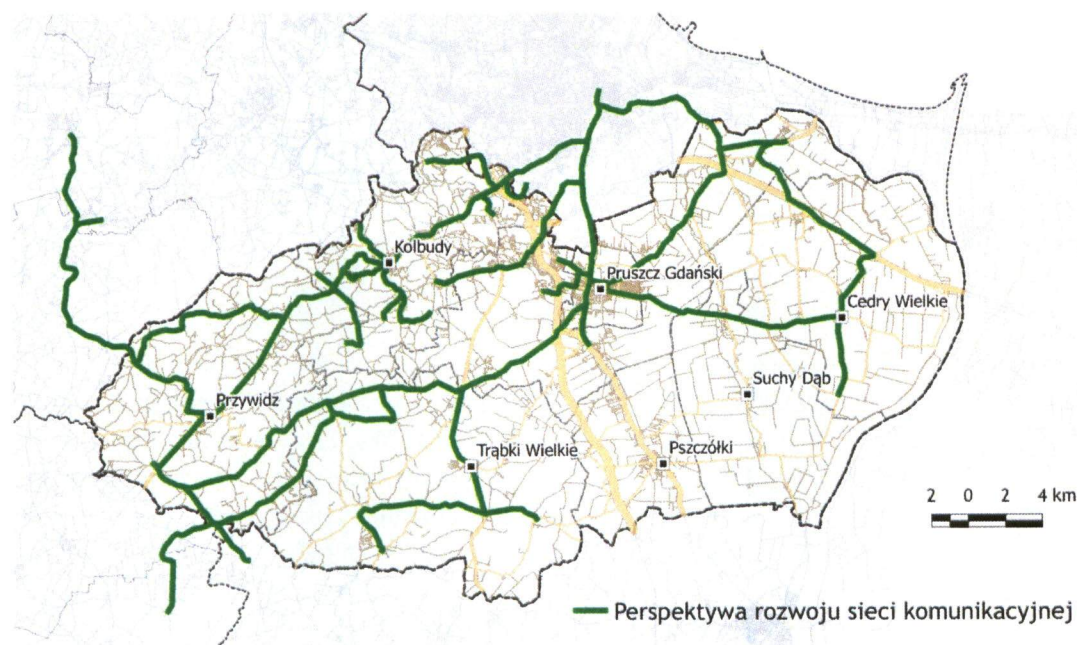 Kolbudy
Pruszcz Gdański
Cedry Wielkie
Suchy Dąb
Przywidz
Trąbki Wielkie
Pszczółki
2 0 2 4 km
Perspektywa rozwoju sieci komunikacyjnej